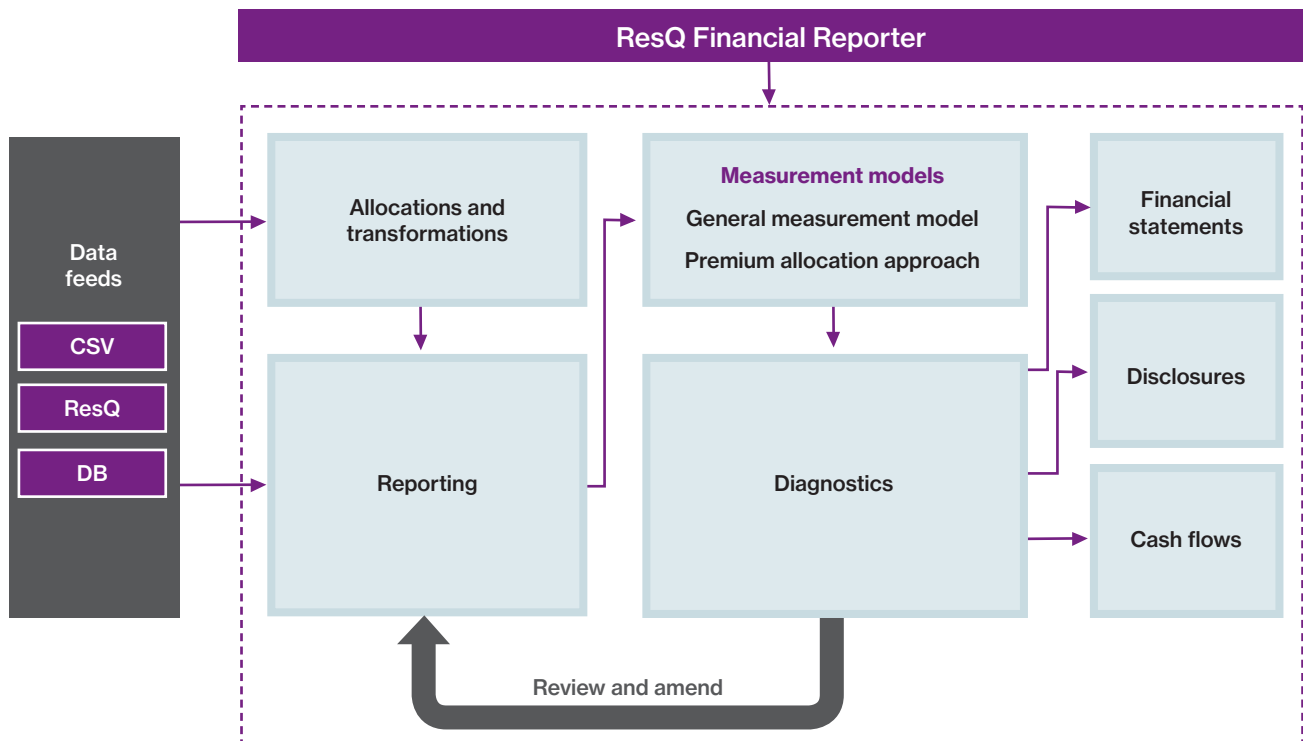 ResQ Financial Reporter
Data
feeds
CSV
ResQ
DB
Allocations and
transformations
Reporting
Measurement models
General measurement model
Premium allocation approach
Diagnostics
Financial
statements
Disclosures
Cash flows
Review and amend